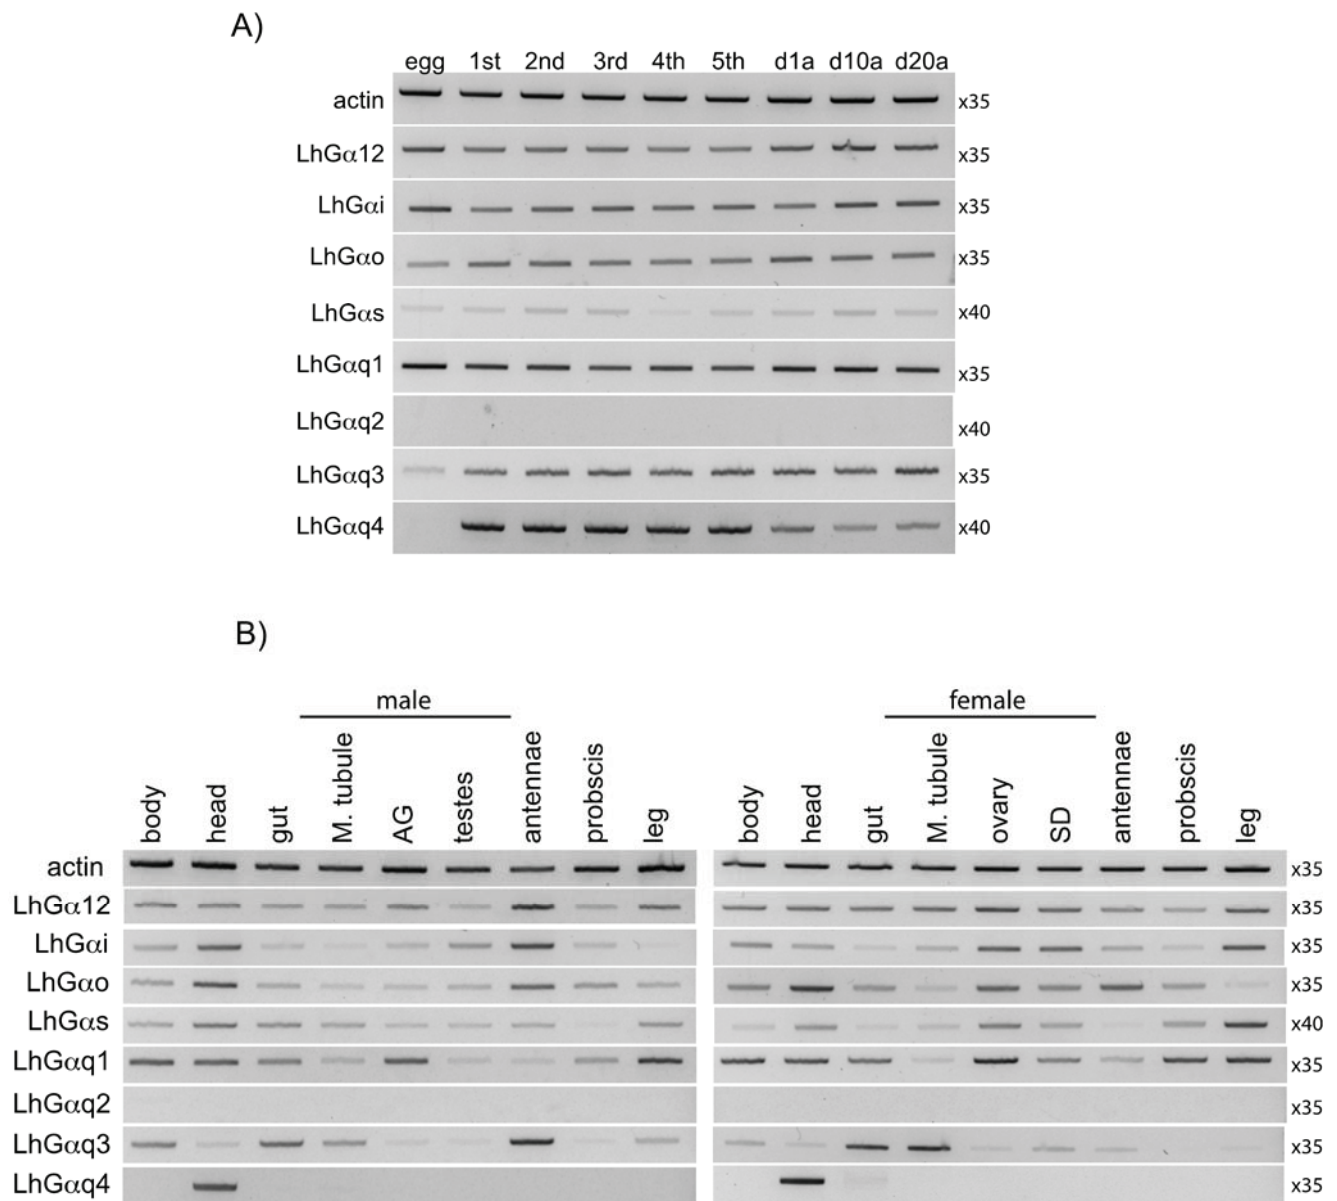 A)
egg 1st 2nd 3rd 4th 5th d1a d10a d20a
actin x35
LhGα12 x35
LhGαi x35
LhGαo x35
LhGαs x40
LhGαq1 x35
LhGαq2 x40
LhGαq3 x35
LhGαq4 x40
B)
male female
body head gut M. tubule AG testes antennae probscis leg body head gut M. tubule ovary SD antennae probscis leg
actin x35
LhGα12 x35
LhGαi x35
LhGαo x35
LhGαs x40
LhGαq1 x35
LhGαq2 x35
LhGαq3 x35
LhGαq4 x35